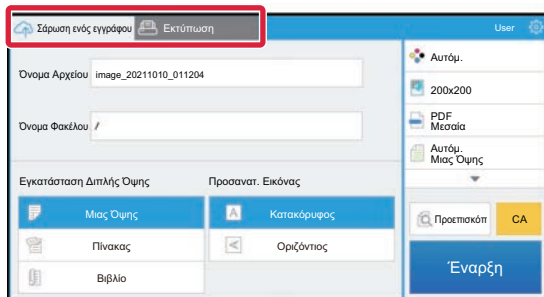 Σάρωση ενός εγγράφου Εκτύπωση User
Όνομα Αρχείου image_20211010_011204
Όνομα Φακέλου /
Εγκατάσταση Διπλής Όψης Προσανατ. Εικόνας
Μιας Όψης A Κατακόρυφος
Πίνακας Οριζόντιος
Βιβλίο
Αυτόμ.
200x200
PDF
Μεσαία
Αυτόμ.
Μιας Όψης
Προεπισκόπ CA
Έναρξη